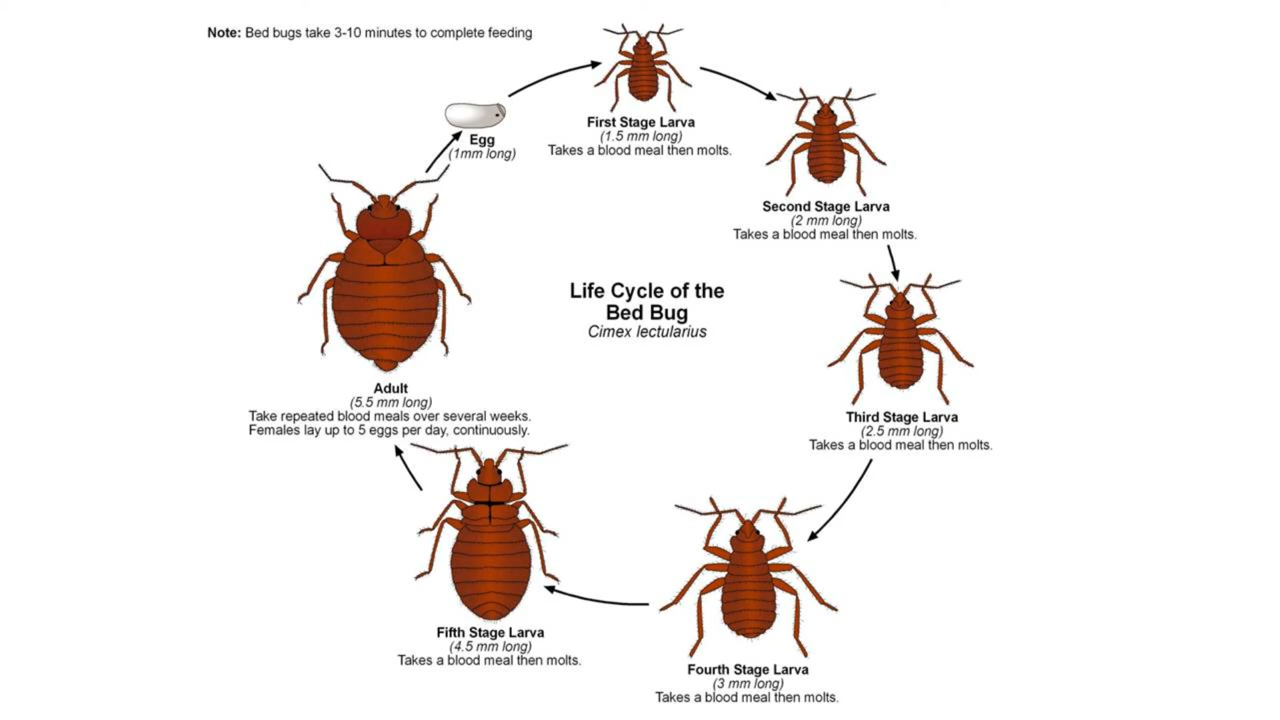 Note: Bed bugs take 3-10 minutes to complete feeding
Egg
(1mm long)
First Stage Larva
(1.5 mm long)
Takes a blood meal then molts.
Second Stage Larva
(2 mm long)
Takes a blood meal then molts.
Life Cycle of the
Bed Bug
Cimex lectularius
Third Stage Larva
(2.5 mm long)
Takes a blood meal then molts.
Fourth Stage Larva
(3 mm long)
Takes a blood meal then molts.
Fifth Stage Larva
(4.5 mm long)
Takes a blood meal then molts.
Adult
(5.5 mm long)
Take repeated blood meals over several weeks.
Females lay up to 5 eggs per day, continuously.